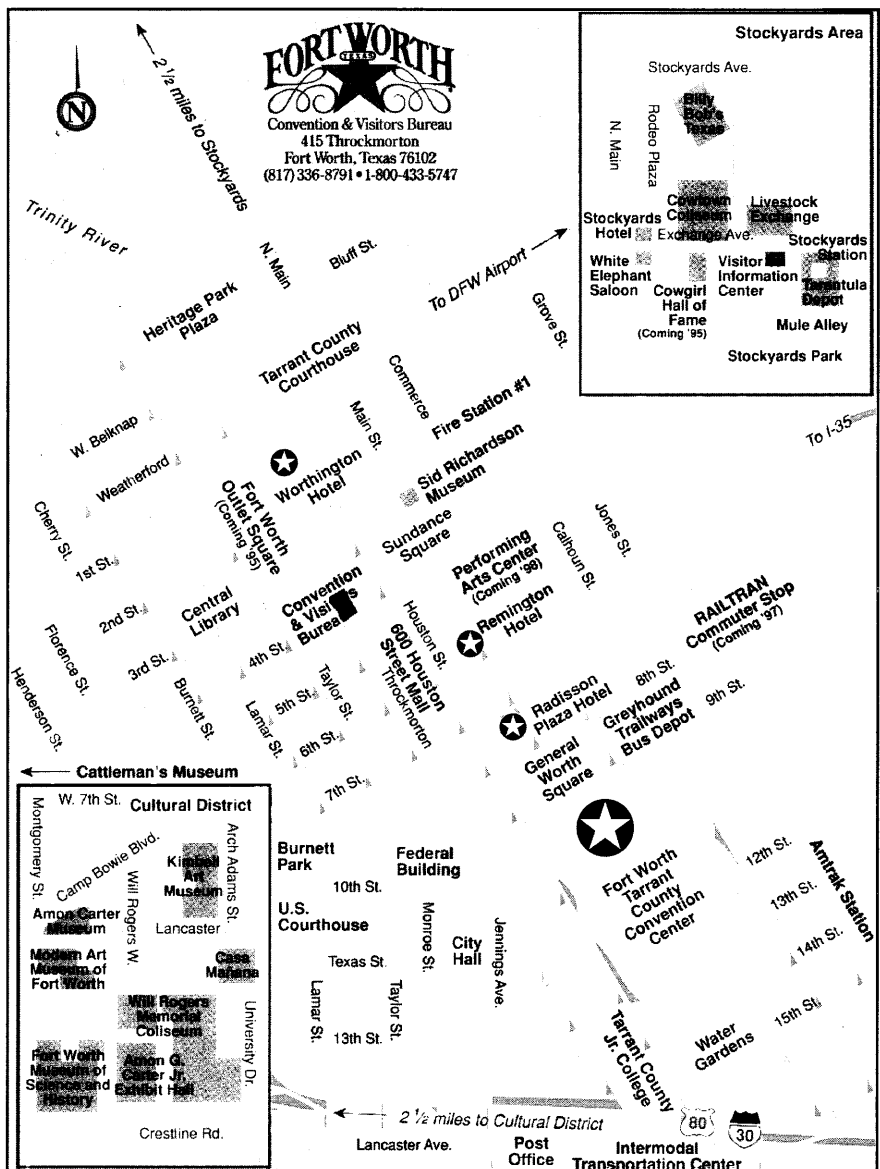 FORT WORTH
TEXAS
Convention & Visitors Bureau
415 Throckmorton
Fort Worth, Texas 76102
(817) 336-8791 • 1-800-433-5747
N
2 ½ miles to Stockyards
Trinity River
N. Main
Bluff St.
To DFW Airport
Grove St.
Heritage Park
Plaza
Tarrant County
Courthouse
Commerce
Main St.
Fire Station #1
To I-35
W. Belknap
Weatherford
Worthington
Hotel
Sid Richardson
Museum
Fort Worth
Outlet Square
(Coming '95)
Sundance
Square
Cherry St.
1st St.
2nd St.
3rd St.
Central
Library
Convention
& Visitors
Bureau
4th St.
5th St.
6th St.
7th St.
Florence St.
Henderson St.
Burnett St.
Lamar St.
Taylor St.
Houston St.
600 Houston
Street Mall
Throckmorton
Performing
Arts Center
(Coming '98)
Calhoun St.
Jones St.
Remington
Hotel
RAILTRAN
Commuter Stop
(Coming '97)
Radisson
Plaza Hotel
8th St.
Greyhound
Trailways
Bus Depot
9th St.
General
Worth
Square
Cattleman's Museum
Burnett
Park
Federal
Building
10th St.
U.S.
Courthouse
Monroe St.
City
Hall
Jennings Ave.
Texas St.
Lamar St.
Taylor St.
13th St.
Fort Worth
Tarrant
County
Convention
Center
12th St.
13th St.
14th St.
15th St.
Amtrak Station
Water
Gardens
Tarrant County
Jr. College
2 ½ miles to Cultural District
80
30
Lancaster Ave.
Post
Office
Intermodal
Transportation Center
Stockyards Area
Stockyards Ave.
Billy
Bob's
Texas
N. Main
Rodeo Plaza
Cowtown
Coliseum
Livestock
Exchange
Stockyards
Hotel
Exchange Ave.
Stockyards
Station
White
Elephant
Saloon
Cowgirl
Hall of
Fame
(Coming '95)
Visitor
Information
Center
Tarantula
Depot
Mule Alley
Stockyards Park
W. 7th St.
Cultural District
Montgomery St.
Camp Bowie Blvd.
Will Rogers W.
Kimbell
Art
Museum
Arch Adams St.
Amon Carter
Museum
Lancaster
Modern Art
Museum of
Fort Worth
Casa
Mañana
Will Rogers
Memorial
Coliseum
University Dr.
Fort Worth
Museum of
Science and
History
Amon G.
Carter Jr.
Exhibit Hall
Crestline Rd.